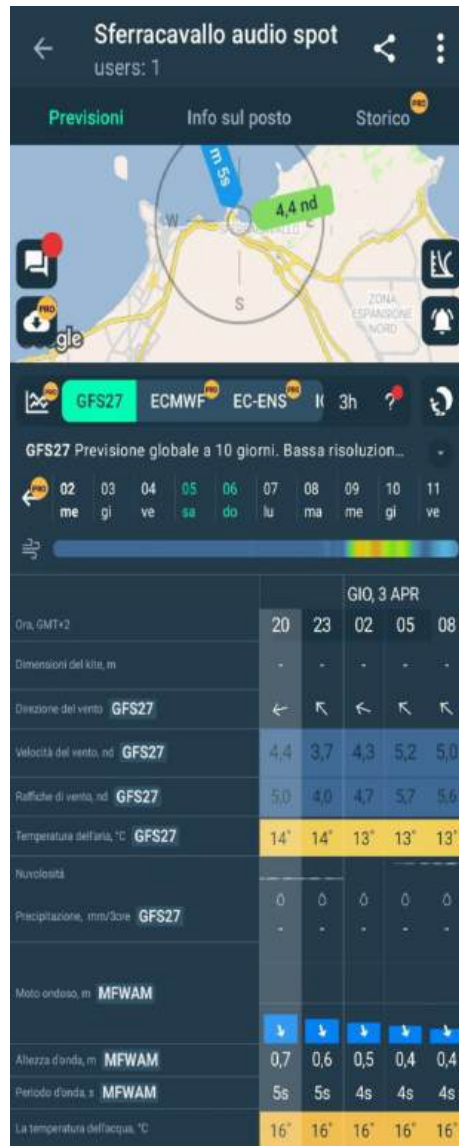 Sferracavallo audio spot
users: 1
Previsioni Info sul posto Storico PRO
m 5s
4,4 nd
W E
S
ZONA ESPANSIONE NORD
PRO
gle
PRO GFS27 ECMWF PRO EC-ENS PRO 3h ?
GFS27 Previsione globale a 10 giorni. Bassa risoluzion...
PRO 02 03 04 05 06 07 08 09 10 11
me gi ve sa do lu ma me gi ve
GIO, 3 APR
Ora, GMT+2 20 23 02 05 08
Dimensioni del kite, m - - - - -
Direzione del vento GFS27
Velocità del vento, nd GFS27 4,4 3,7 4,3 5,2 5,0
Raffiche di vento, nd GFS27 5,0 4,0 4,7 5,7 5,6
Temperatura dell'aria, °C GFS27 14° 14° 13° 13° 13°
Nuvolosità
Precipitazione, mm/3ore GFS27 - - - - -
Moto ondoso, m MFWAM
Altezza d'onda, m MFWAM 0,7 0,6 0,5 0,4 0,4
Periodo d'onda, s MFWAM 5s 5s 4s 4s 4s
La temperatura dell'acqua, °C 16° 16° 16° 16° 16°